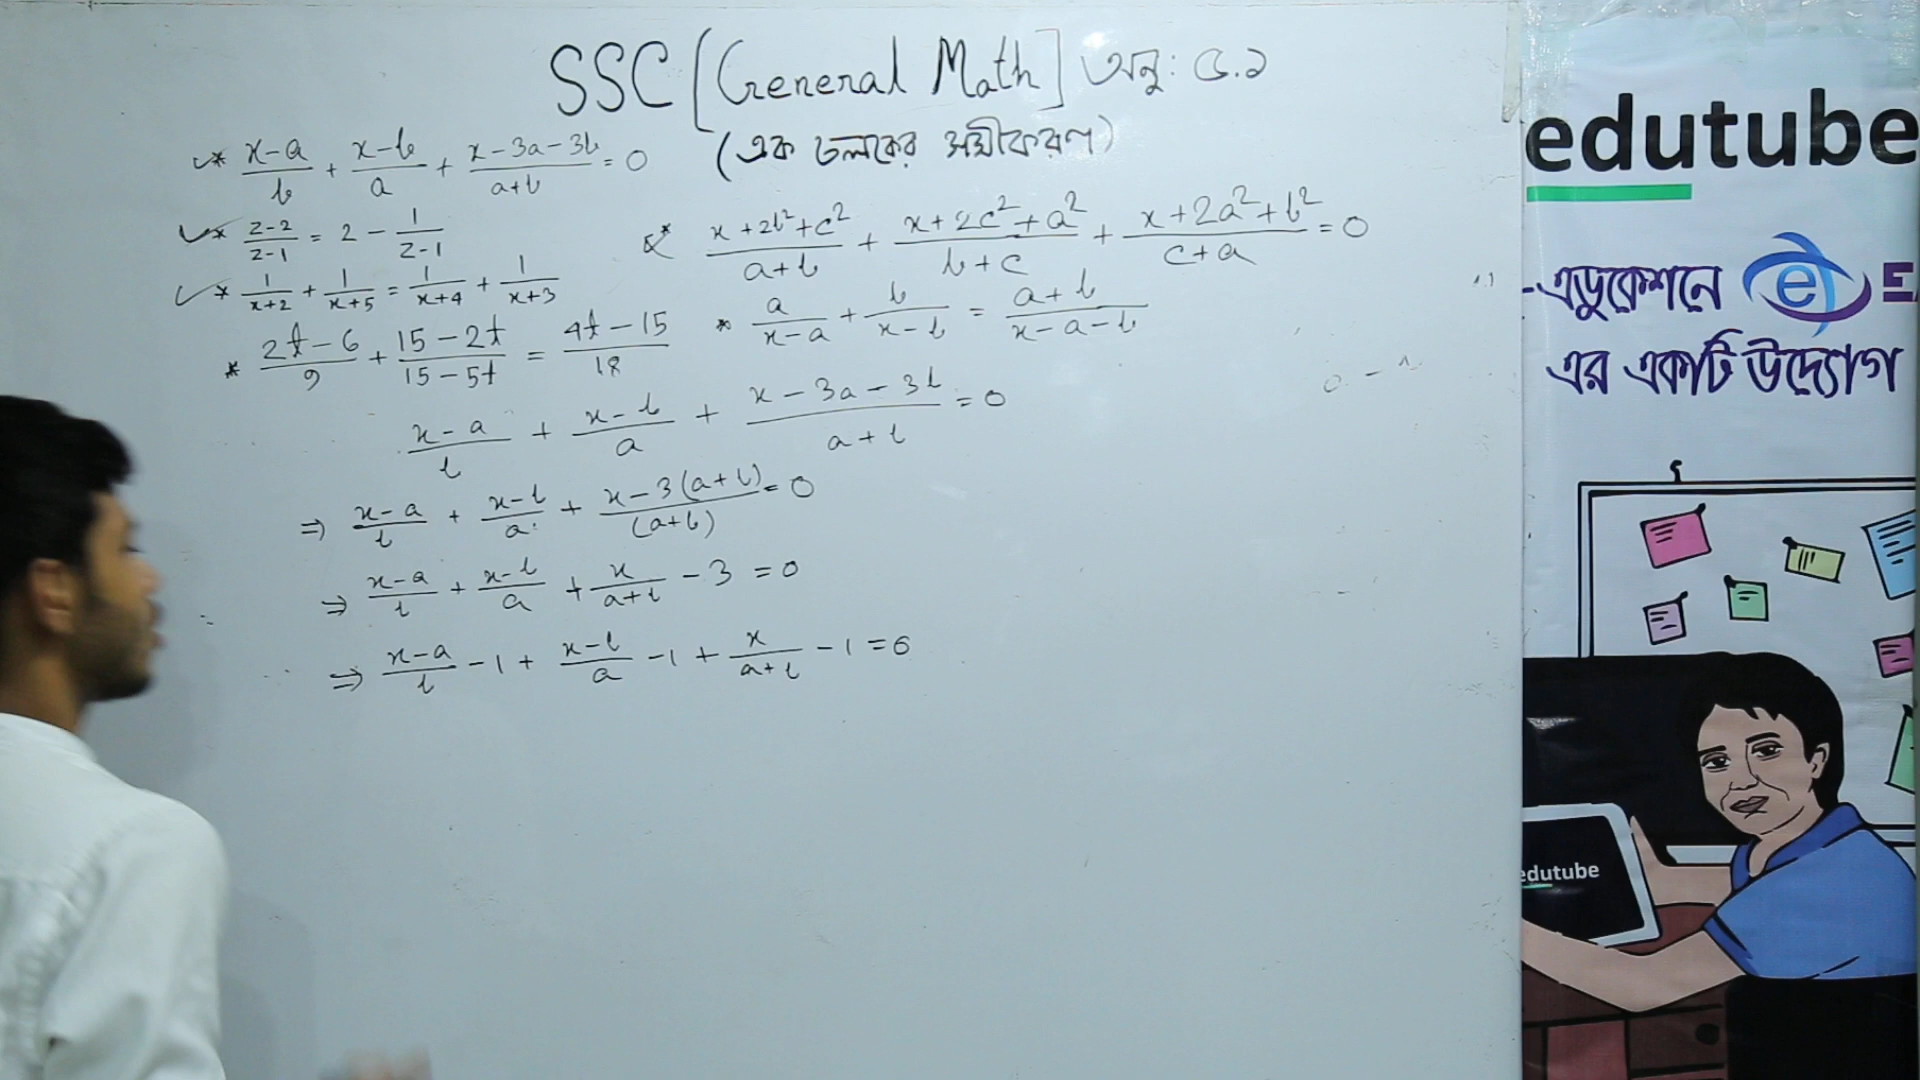 SSC [General Math] অনু: ৫.১
(এক চলকের সমীকরণ)
* (x-a)/b + (x-b)/a + (x-3a-3b)/(a+b) = 0
* (z-2)/(z-1) = 2 - 1/(z-1)
* 1/(x+2) + 1/(x+5) = 1/(x+4) + 1/(x+3)
* (2t-6)/9 + (15-2t)/(15-5t) = (4t-15)/18
* (x+2b²+c²)/(a+b) + (x+2c²+a²)/(b+c) + (x+2a²+b²)/(c+a) = 0
* a/(x-a) + b/(x-b) = (a+b)/(x-a-b)
(x-a)/b + (x-b)/a + (x-3a-3b)/(a+b) = 0
⇒ (x-a)/b + (x-b)/a + (x-3(a+b))/(a+b) = 0
⇒ (x-a)/b + (x-b)/a + x/(a+b) - 3 = 0
⇒ (x-a)/b - 1 + (x-b)/a - 1 + x/(a+b) - 1 = 0
edutube
-এডুকেশনে e E
এর একটি উদ্যোগ
edutube